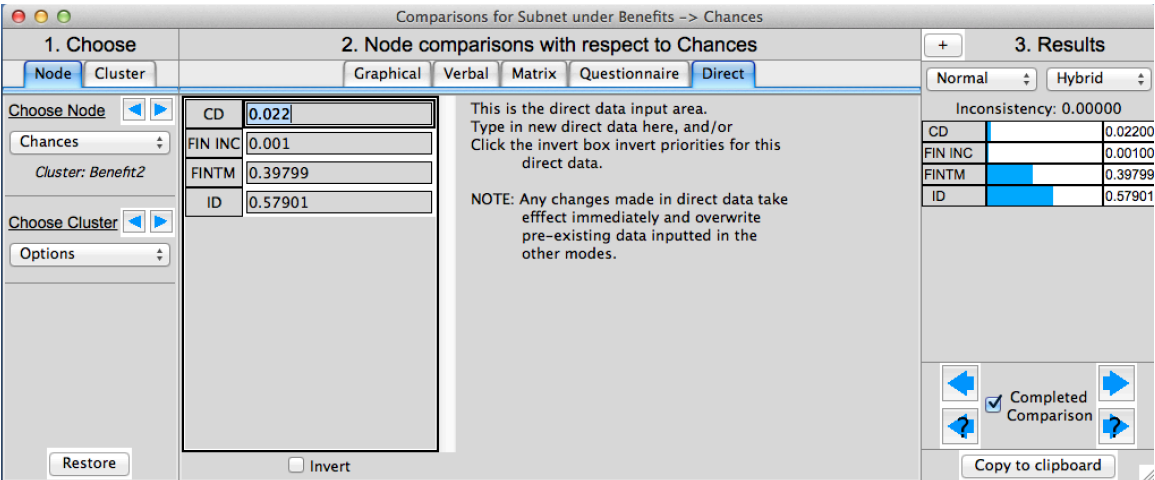 Comparisons for Subnet under Benefits -> Chances
1. Choose
2. Node comparisons with respect to Chances
+
3. Results
Node Cluster
Graphical Verbal Matrix Questionnaire Direct
Normal Hybrid
Choose Node
Chances
Cluster: Benefit2
Choose Cluster
Options
Restore
CD 0.022
FIN INC 0.001
FINTM 0.39799
ID 0.57901
Invert
This is the direct data input area.
Type in new direct data here, and/or
Click the invert box invert priorities for this
direct data.
NOTE: Any changes made in direct data take
efffect immediately and overwrite
pre-existing data inputted in the
other modes.
Inconsistency: 0.00000
CD 0.02200
FIN INC 0.00100
FINTM 0.39799
ID 0.57901
Completed
Comparison
? ?
Copy to clipboard